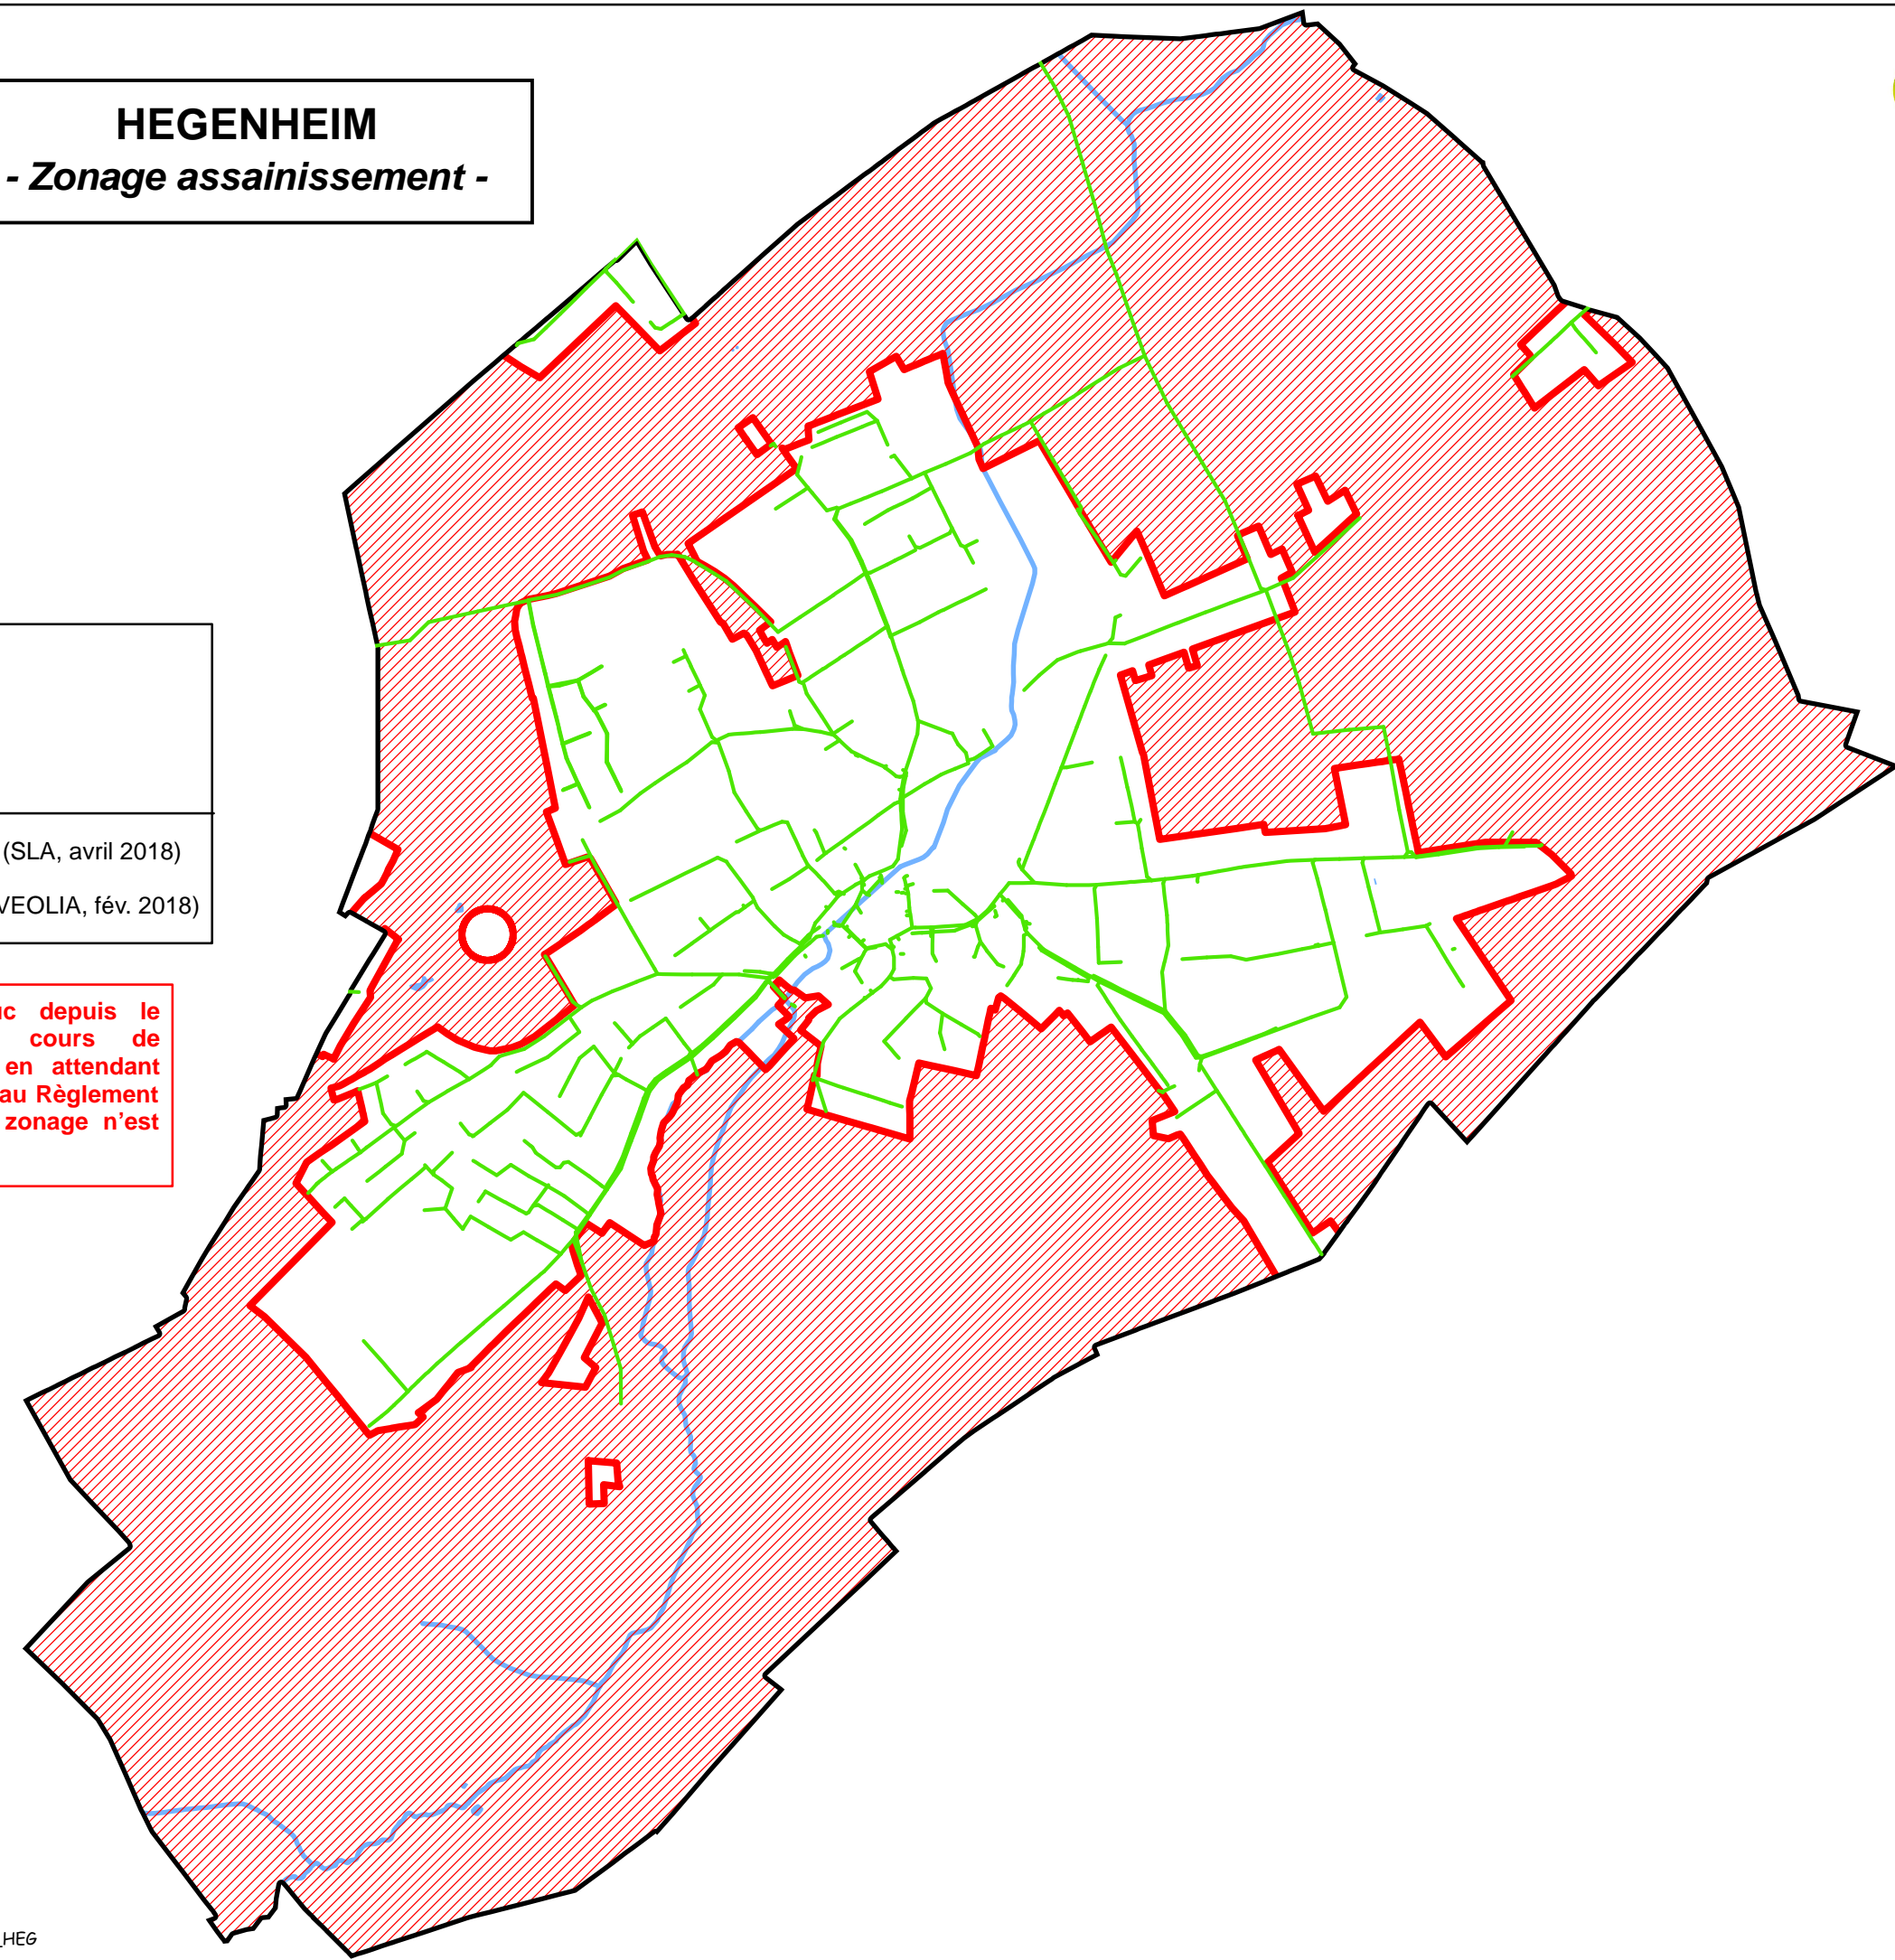 HEGENHEIM
- Zonage assainissement -
(SLA, avril 2018)
VEOLIA, fév. 2018)
depuis le
cours de
en attendant
au Règlement
zonage n'est
_HEG